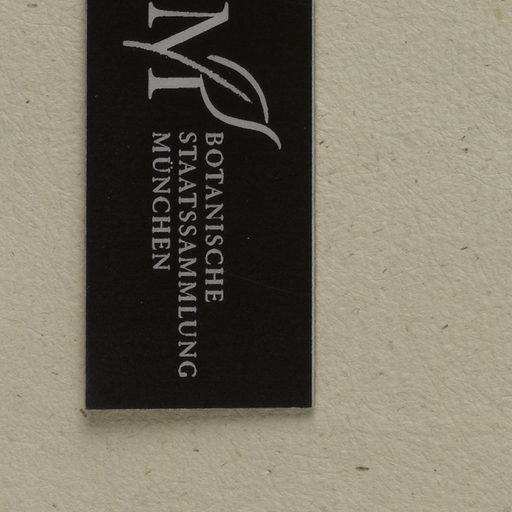 M
BOTANISCHE
STAATSSAMMLUNG
MÜNCHEN